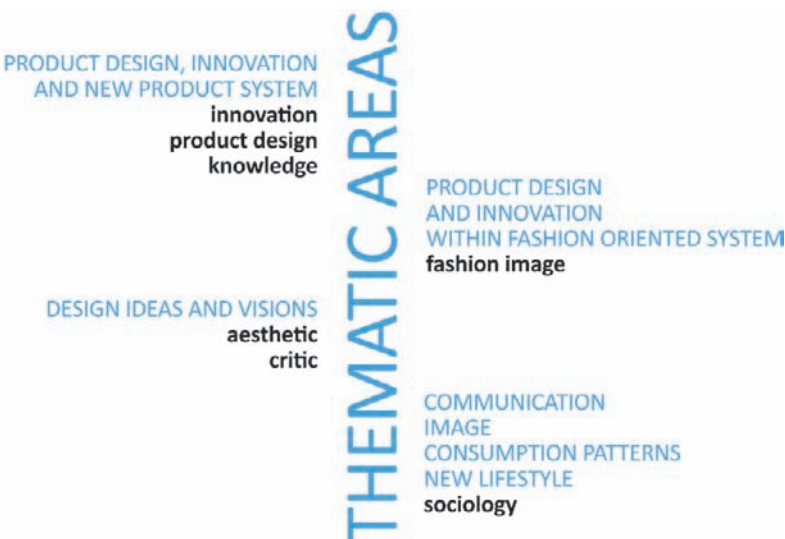 THEMATIC AREAS
PRODUCT DESIGN, INNOVATION
AND NEW PRODUCT SYSTEM
innovation
product design
knowledge
PRODUCT DESIGN
AND INNOVATION
WITHIN FASHION ORIENTED SYSTEM
fashion image
DESIGN IDEAS AND VISIONS
aesthetic
critic
COMMUNICATION
IMAGE
CONSUMPTION PATTERNS
NEW LIFESTYLE
sociology